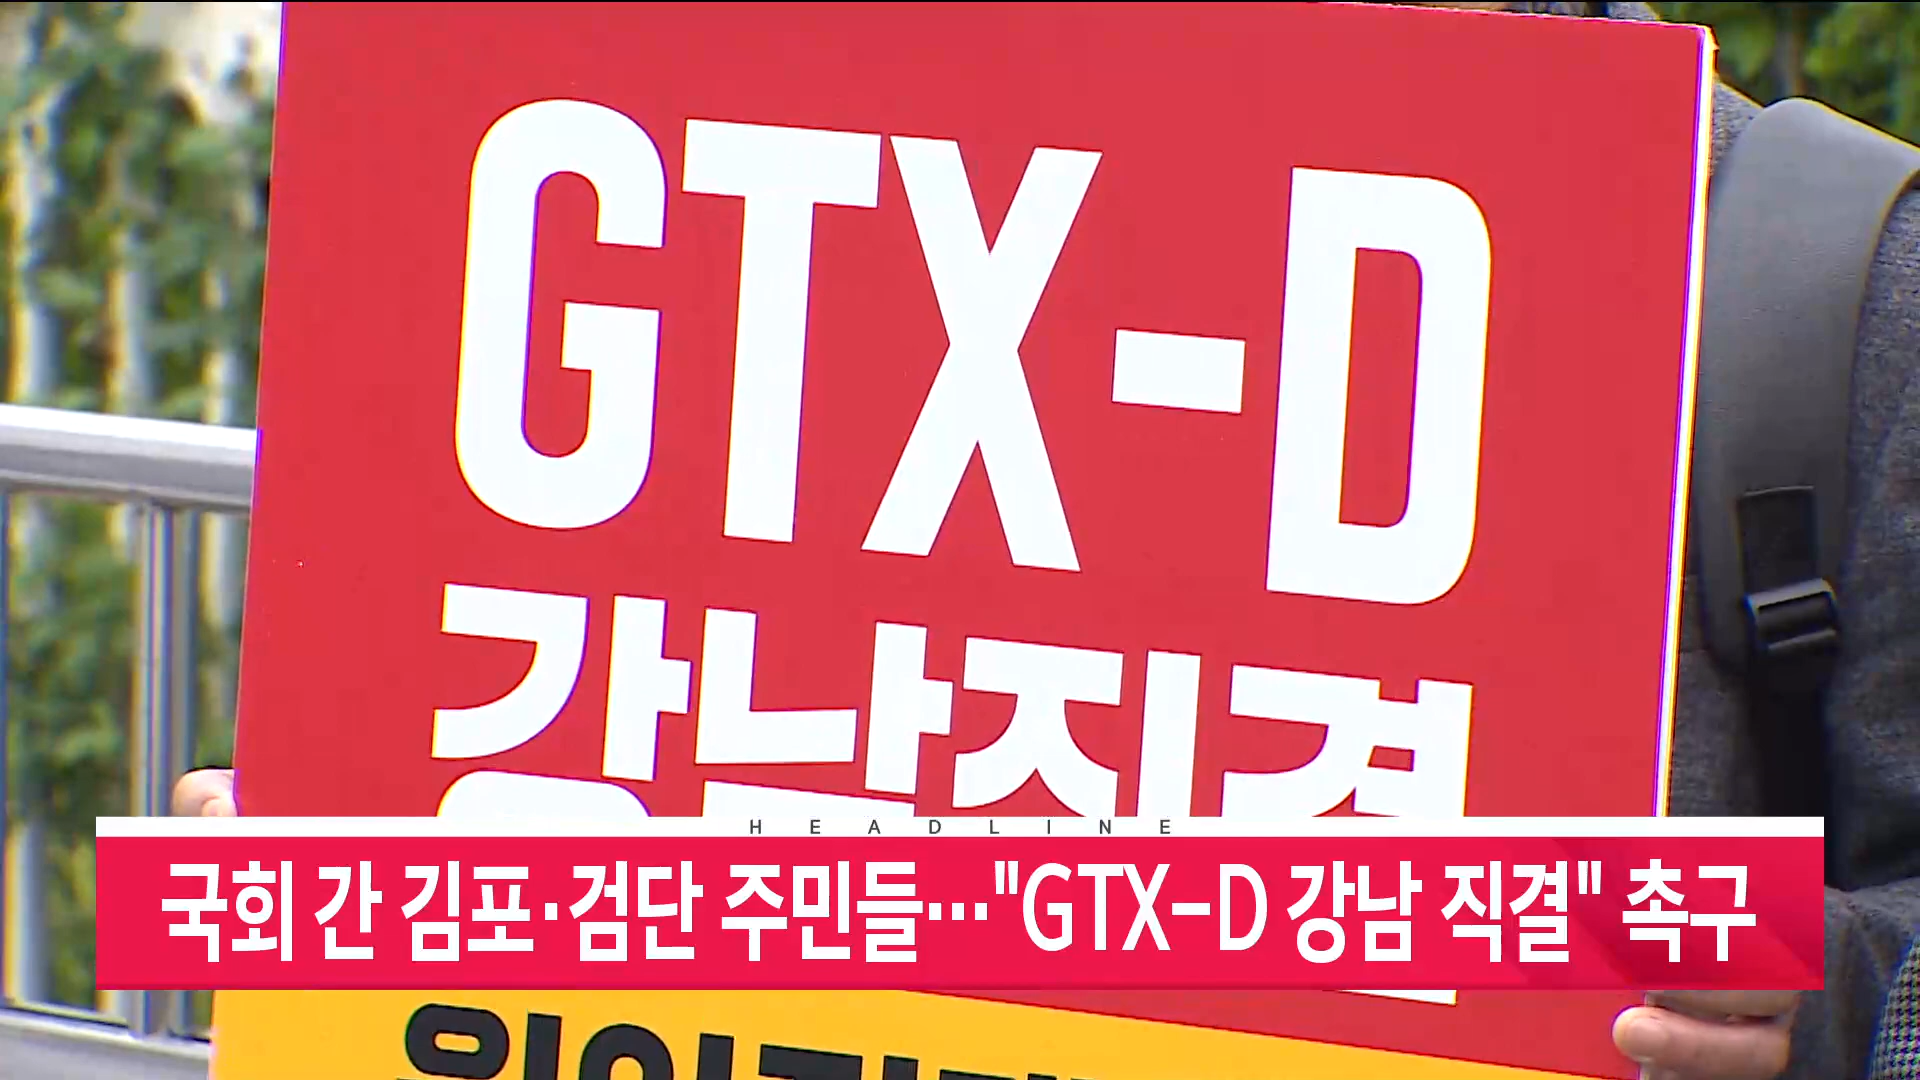 GTX-D
강남직결
HEADLINE
국회 간 김포·검단 주민들…"GTX-D 강남 직결" 촉구